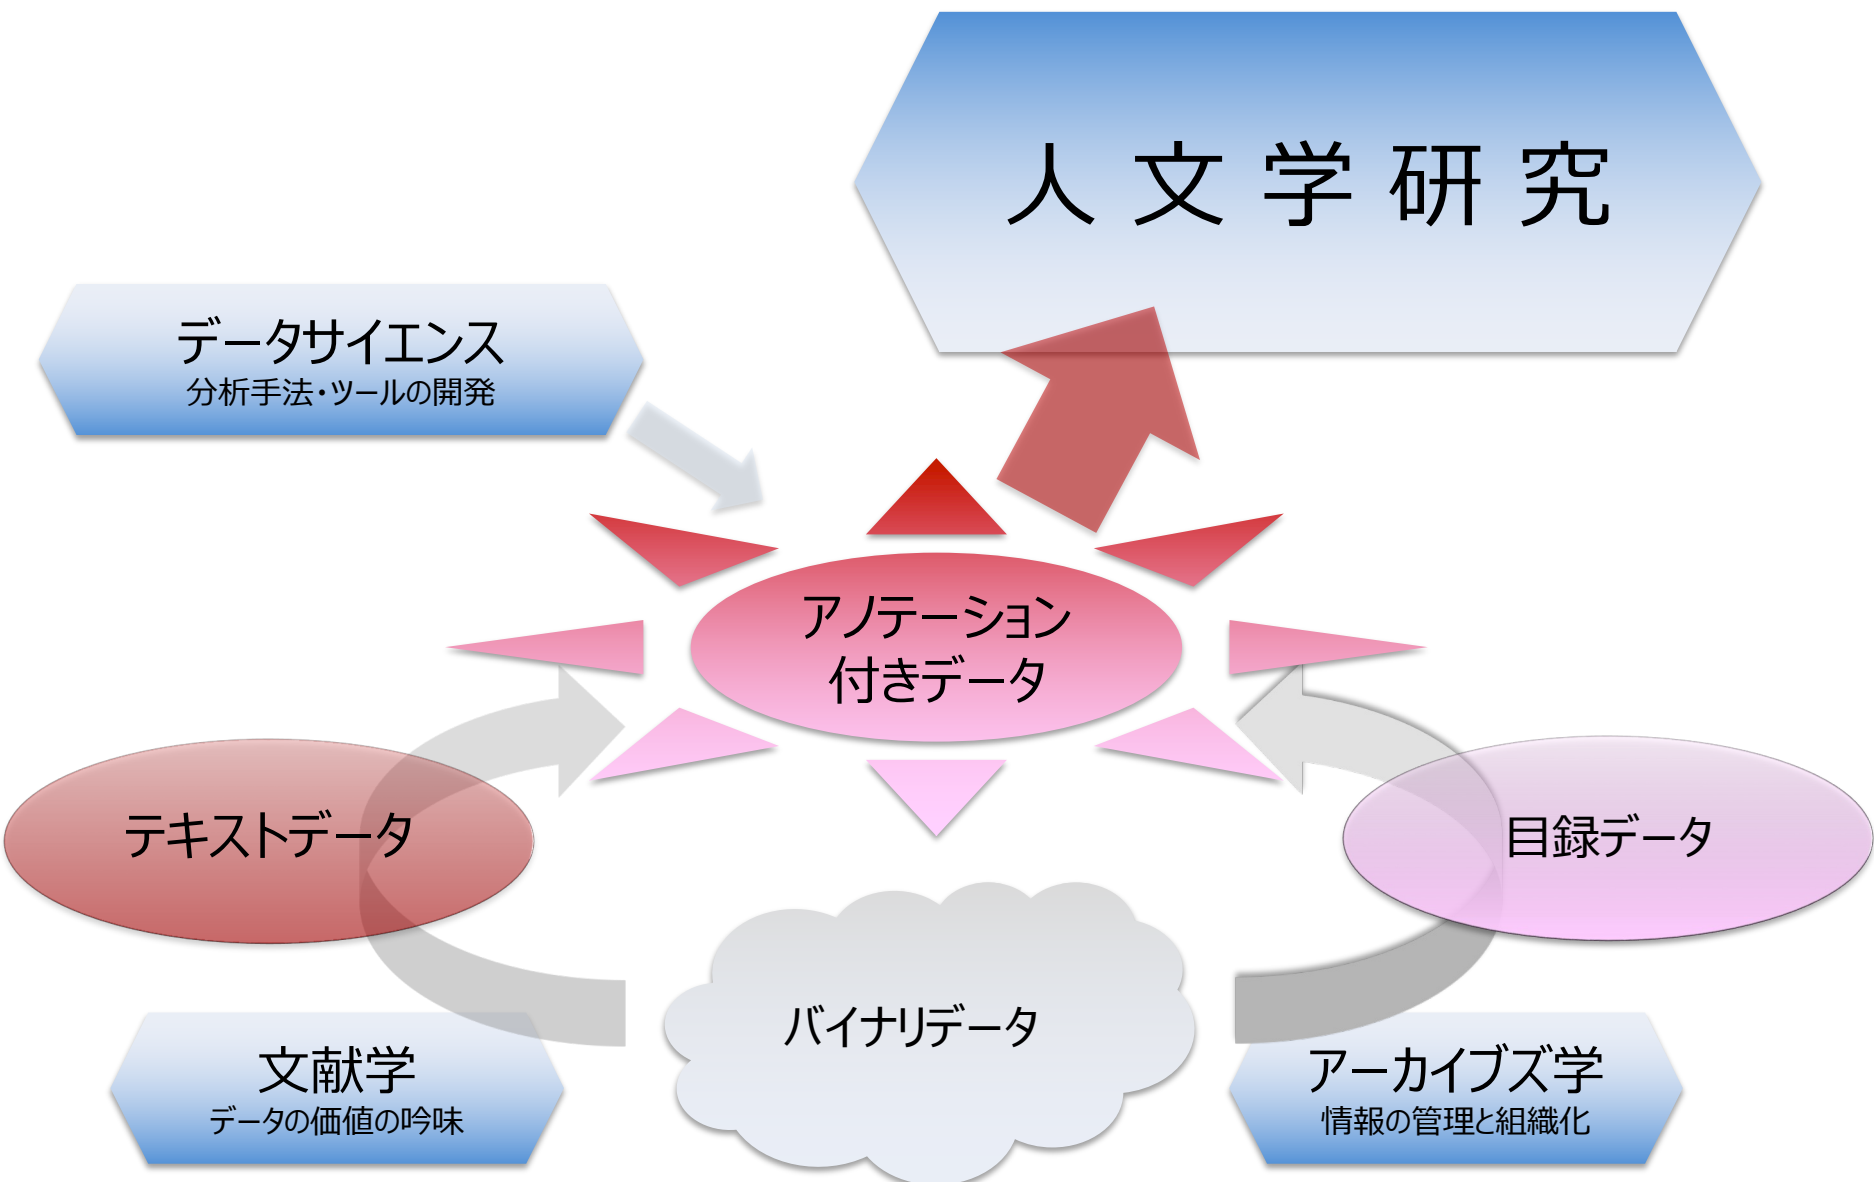 人文学研究
データサイエンス
分析手法・ツールの開発
アノテーション
付きデータ
テキストデータ
目録データ
バイナリデータ
文献学
データの価値の吟味
アーカイブズ学
情報の管理と組織化